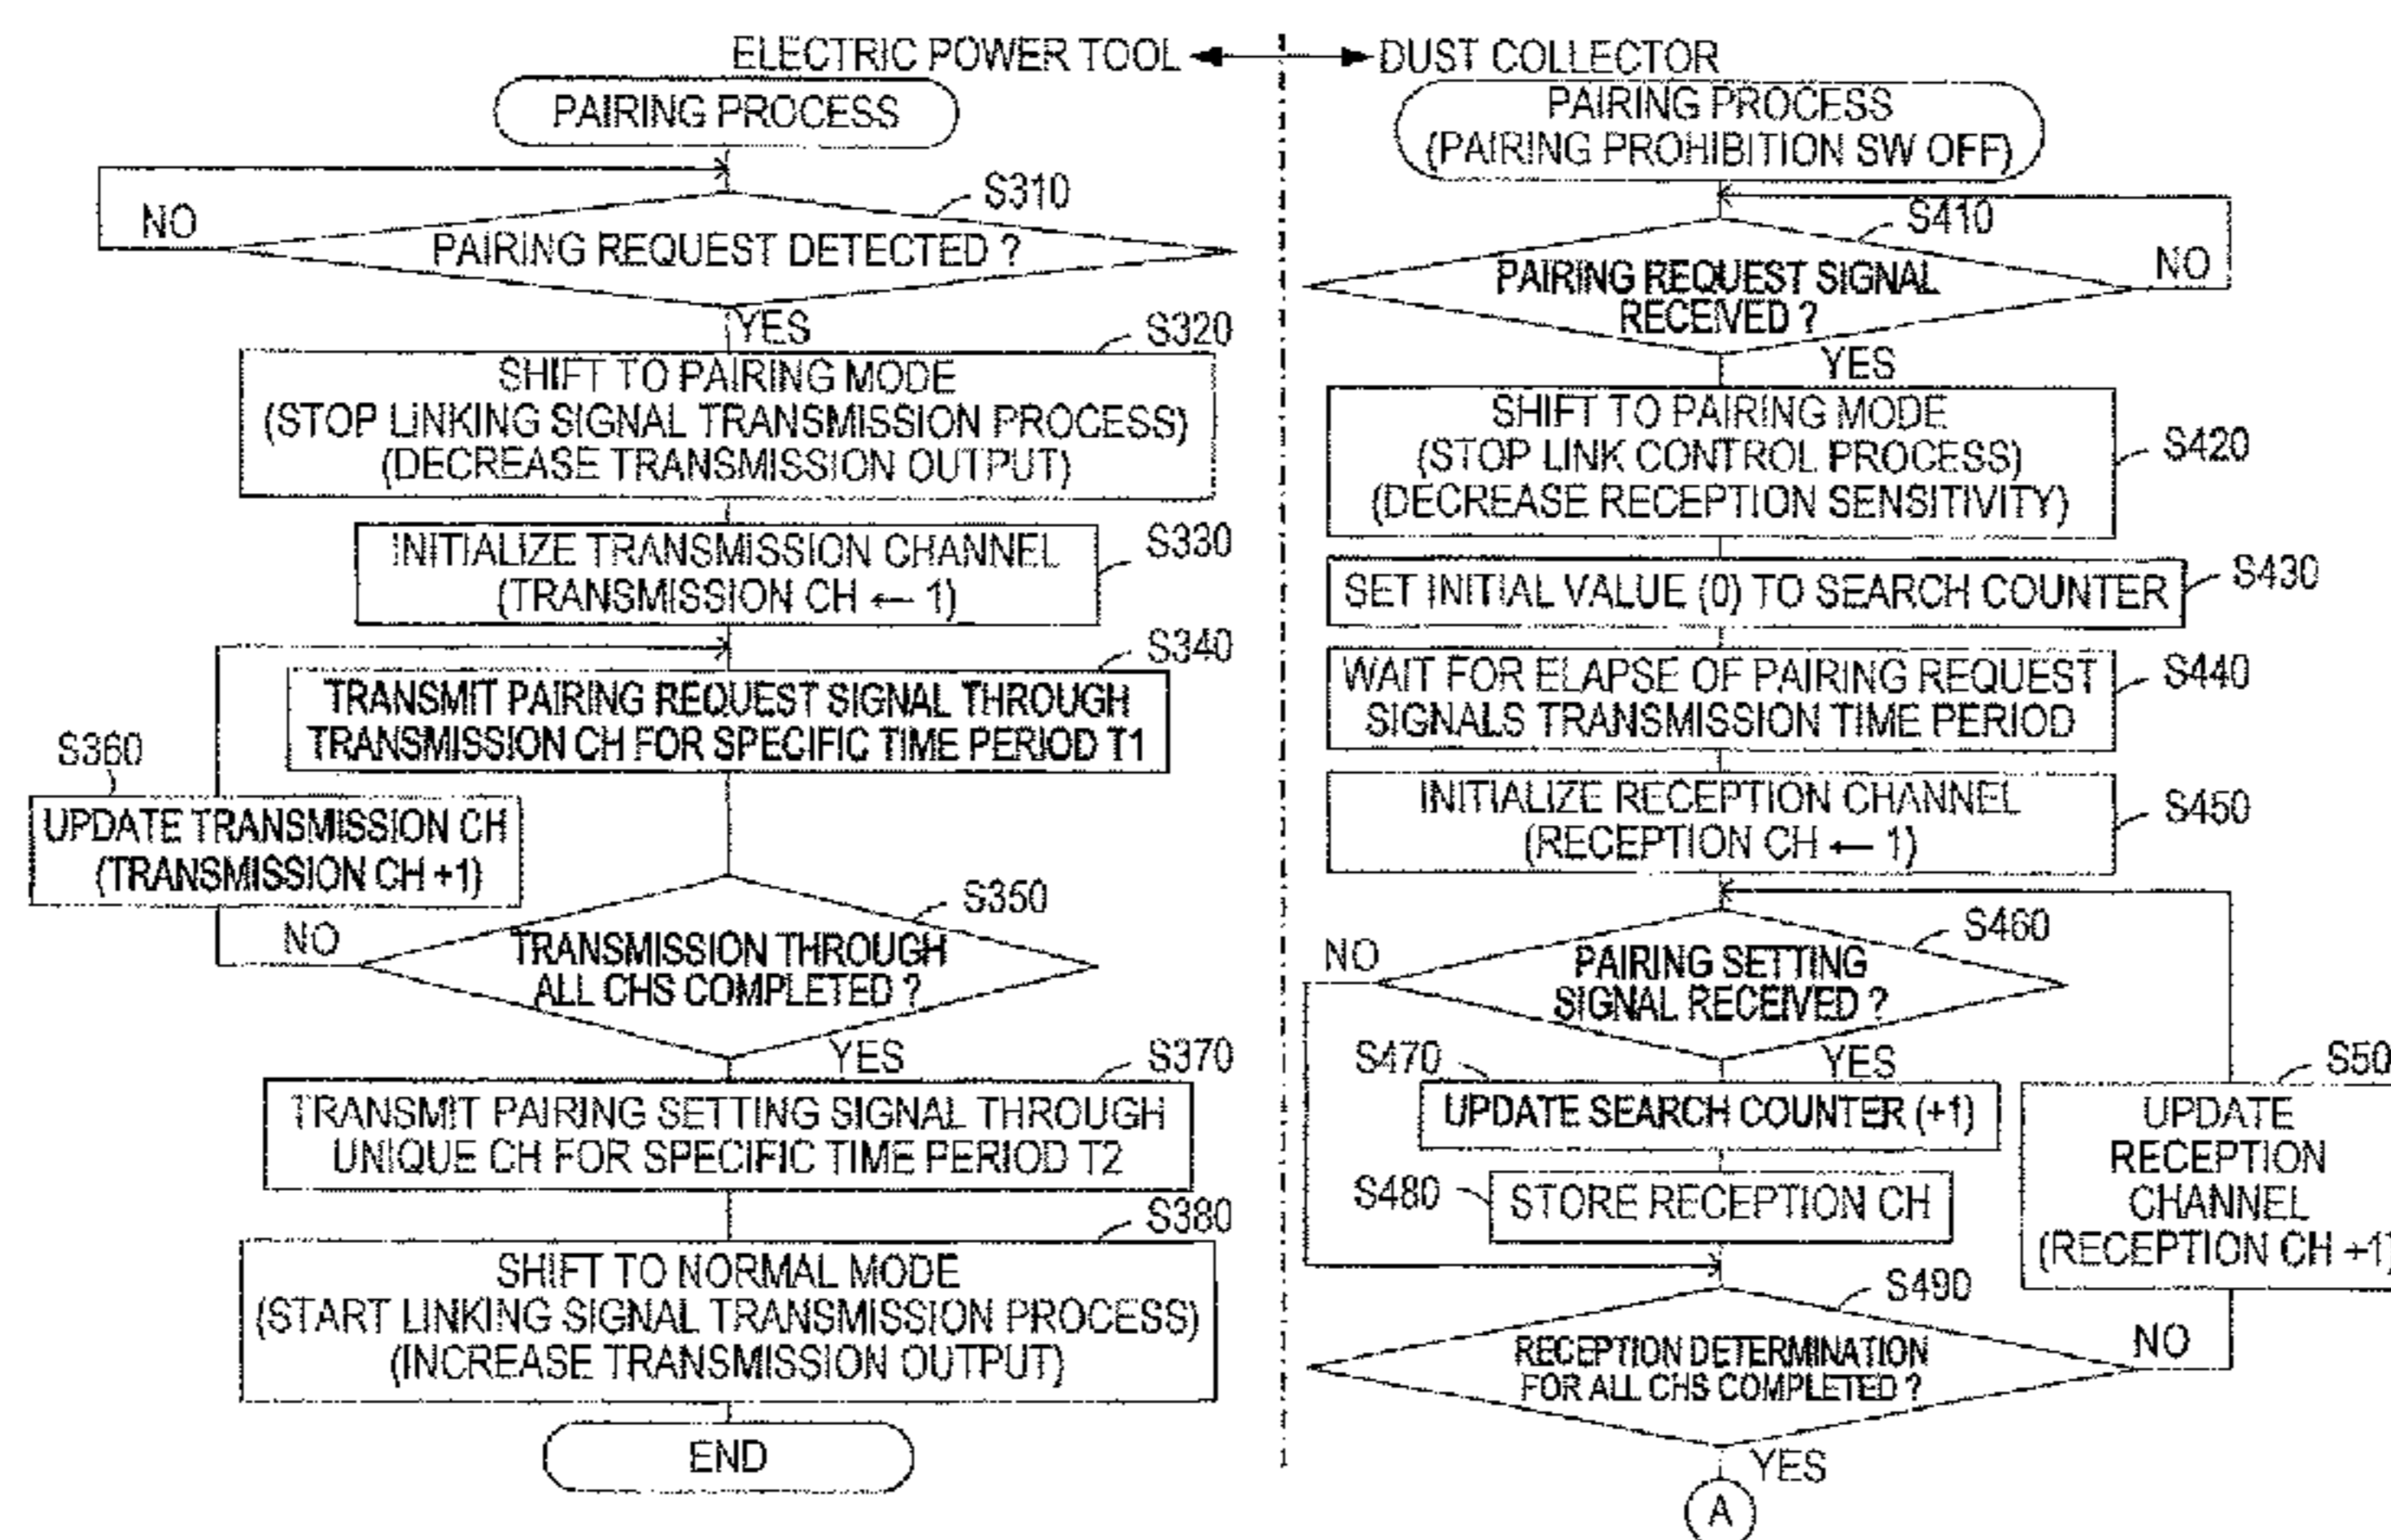 ELECTRIC POWER TOOL
PAIRING PROCESS
S310
NO
PAIRING REQUEST DETECTED ?
YES
S320
SHIFT TO PAIRING MODE
(STOP LINKING SIGNAL TRANSMISSION PROCESS)
(DECREASE TRANSMISSION OUTPUT)
INITIALIZE TRANSMISSION CHANNEL
(TRANSMISSION CH ← 1)
S330
S340
TRANSMIT PAIRING REQUEST SIGNAL THROUGH
TRANSMISSION CH FOR SPECIFIC TIME PERIOD T1
S360
UPDATE TRANSMISSION CH
(TRANSMISSION CH +1)
S350
NO
TRANSMISSION THROUGH
ALL CHS COMPLETED ?
YES
S370
TRANSMIT PAIRING SETTING SIGNAL THROUGH
UNIQUE CH FOR SPECIFIC TIME PERIOD T2
S380
SHIFT TO NORMAL MODE
(START LINKING SIGNAL TRANSMISSION PROCESS)
(INCREASE TRANSMISSION OUTPUT)
END
DUST COLLECTOR
PAIRING PROCESS
(PAIRING PROHIBITION SW OFF)
S410
NO
PAIRING REQUEST SIGNAL
RECEIVED ?
YES
SHIFT TO PAIRING MODE
(STOP LINK CONTROL PROCESS)
(DECREASE RECEPTION SENSITIVITY)
S420
SET INITIAL VALUE (0) TO SEARCH COUNTER
S430
WAIT FOR ELAPSE OF PAIRING REQUEST
SIGNALS TRANSMISSION TIME PERIOD
S440
INITIALIZE RECEPTION CHANNEL
(RECEPTION CH ← 1)
S450
S460
NO
PAIRING SETTING
SIGNAL RECEIVED ?
YES
S470
UPDATE SEARCH COUNTER (+1)
S480
STORE RECEPTION CH
S50
UPDATE
RECEPTION
CHANNEL
(RECEPTION CH +1)
S490
RECEPTION DETERMINATION
FOR ALL CHS COMPLETED ?
NO
YES
A